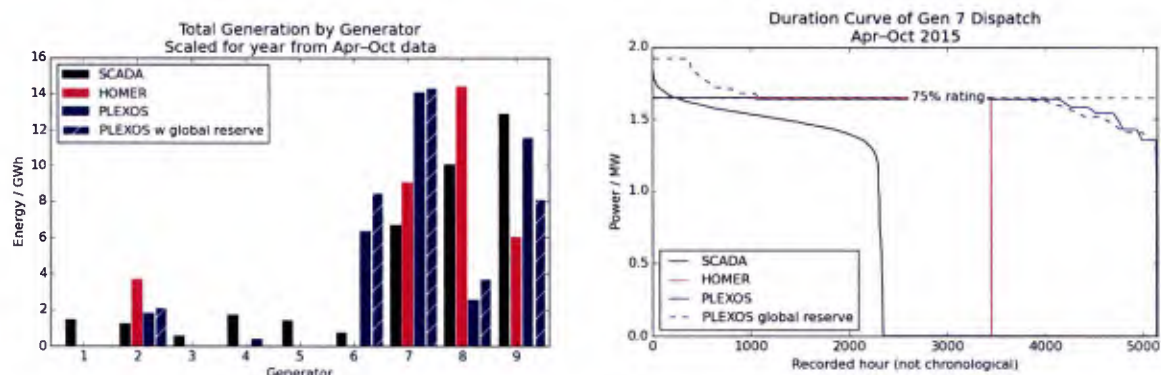 Total Generation by Generator
Scaled for year from Apr–Oct data
Energy / GWh
16
14
12
10
8
6
4
2
0
SCADA
HOMER
PLEXOS
PLEXOS w global reserve
1 2 3 4 5 6 7 8 9
Generator
Duration Curve of Gen 7 Dispatch
Apr–Oct 2015
Power / MW
2.0
1.5
1.0
0.5
0.0
75% rating
SCADA
HOMER
PLEXOS
PLEXOS global reserve
0 1000 2000 3000 4000 5000
Recorded hour (not chronological)